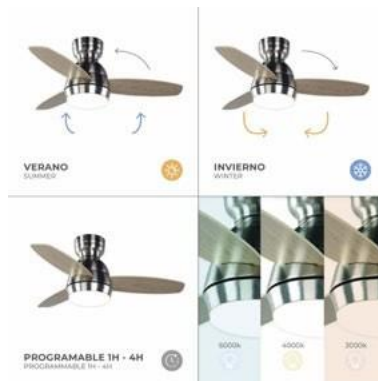 VERANO
SUMMER
INVIERNO
WINTER
PROGRAMABLE 1H - 4H
PROGRAMMABLE 1H - 4H
6000k
4000k
3000k